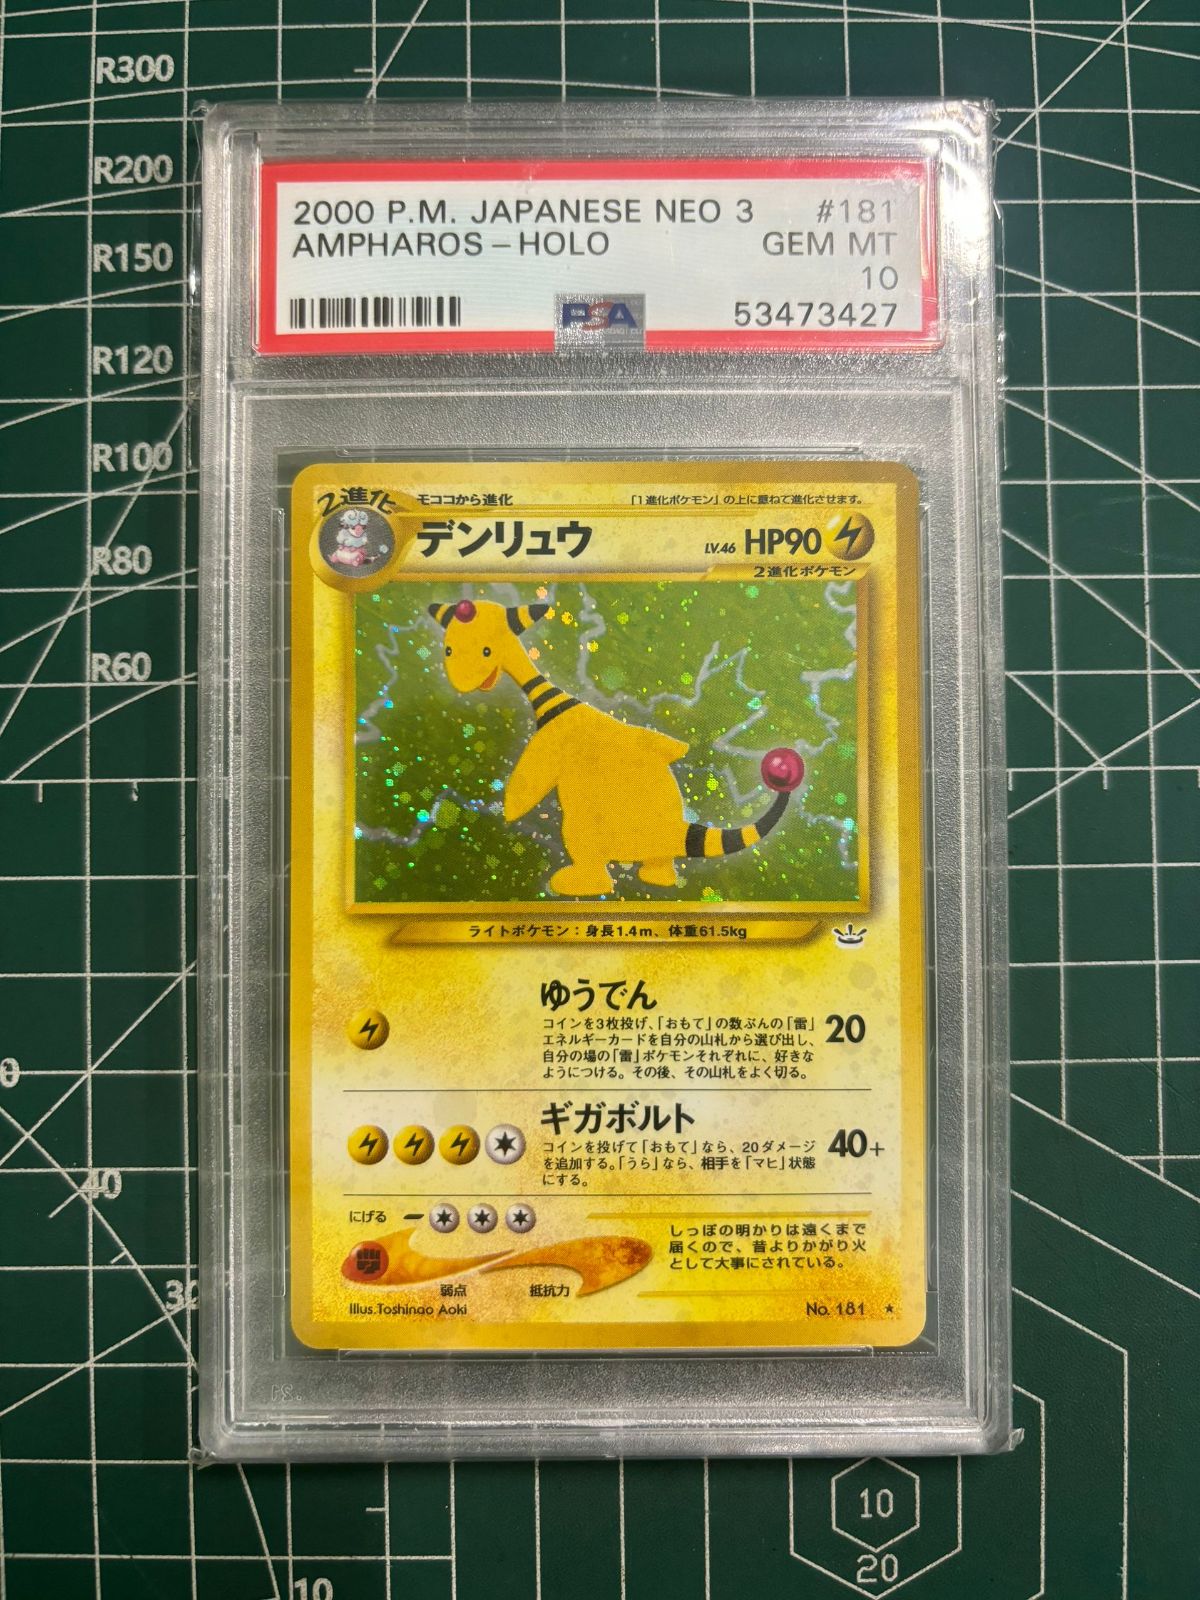 R300
R200
R150
R120
R100
R80
R60
2000 P.M. JAPANESE NEO 3 #181
AMPHAROS-HOLO GEM MT
10
PSA 53473427
2進化 モココから進化 「1進化ポケモン」の上に重ねて進化させます。
デンリュウ LV.46 HP90
2進化ポケモン
ライトポケモン:身長1.4m、体重61.5kg
ゆうでん
コインを3枚投げ、「おもて」の数ぶんの「雷」
エネルギーカードを自分の山札から選び出し、
自分の場の「雷」ポケモンそれぞれに、好きな
ようにつける。その後、その山札をよく切る。
20
ギガボルト
コインを投げて「おもて」なら、20ダメージ
を追加する。「うら」なら、相手を「マヒ」状態
にする。
40+
にげる
しっぽの明かりは遠くまで
届くので、昔よりかがり火
として大事にされている。
弱点 抵抗力
Illus.Toshinao Aoki No. 181 ★
0
40
30
10
10
20